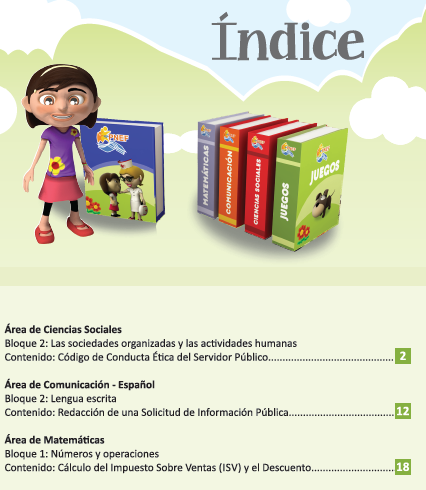 Índice
MATEMÁTICAS
COMUNICACIÓN
CIENCIAS SOCIALES
JUEGOS
JUEGOS
Área de Ciencias Sociales
Bloque 2: Las sociedades organizadas y las actividades humanas
Contenido: Código de Conducta Ética del Servidor Público............................................ 2
Área de Comunicación - Español
Bloque 2: Lengua escrita
Contenido: Redacción de una Solicitud de Información Pública.................................... 12
Área de Matemáticas
Bloque 1: Números y operaciones
Contenido: Cálculo del Impuesto Sobre Ventas (ISV) y el Descuento............................. 18